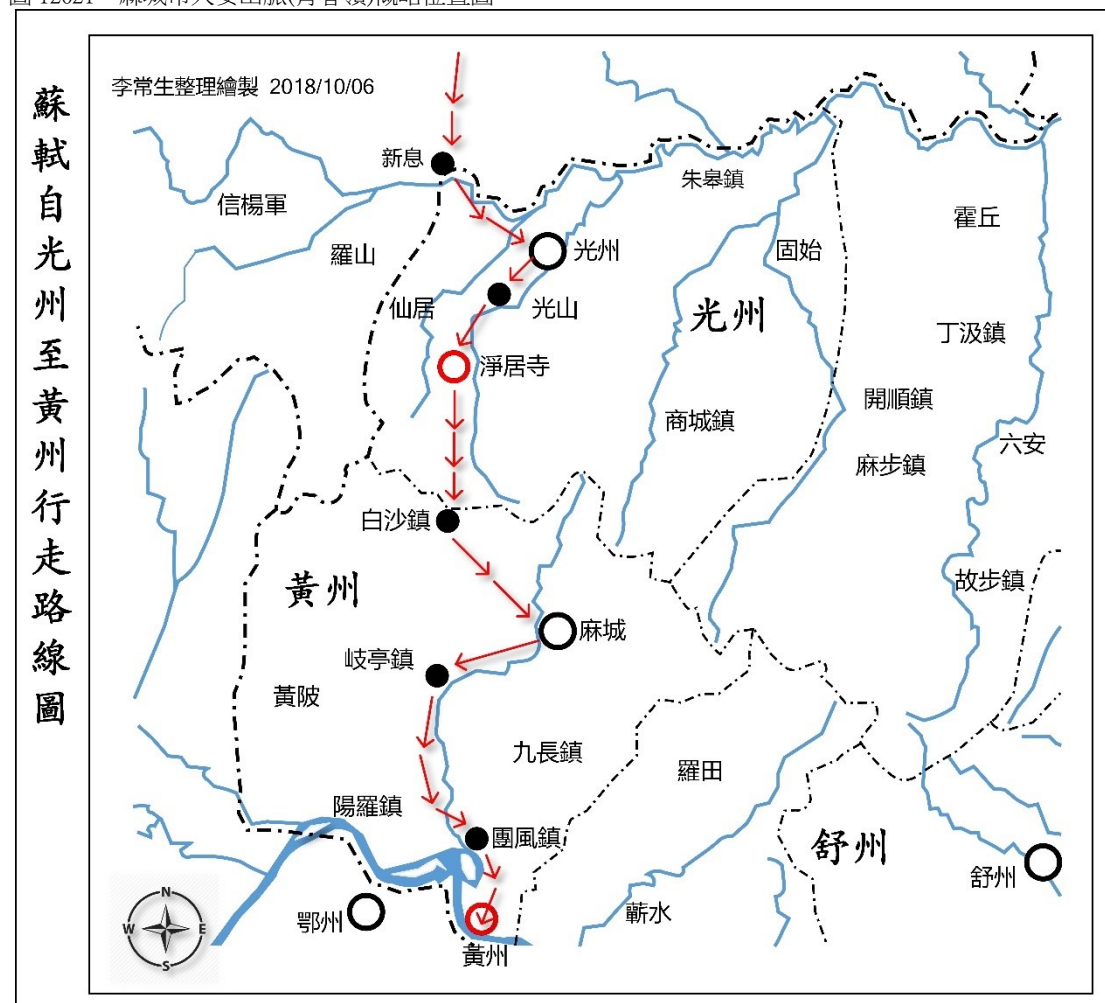 蘇軾自光州至黃州行走路線圖
李常生整理繪製 2018/10/06
新息
朱皋鎮
信楊軍
霍丘
羅山
光州
固始
仙居
光山
光州
丁汲鎮
淨居寺
開順鎮
商城鎮
六安
麻步鎮
白沙鎮
黃州
故步鎮
麻城
岐亭鎮
黃陂
九長鎮
羅田
陽羅鎮
團風鎮
舒州
舒州
鄂州
蘄水
黃州
N
W
E
S